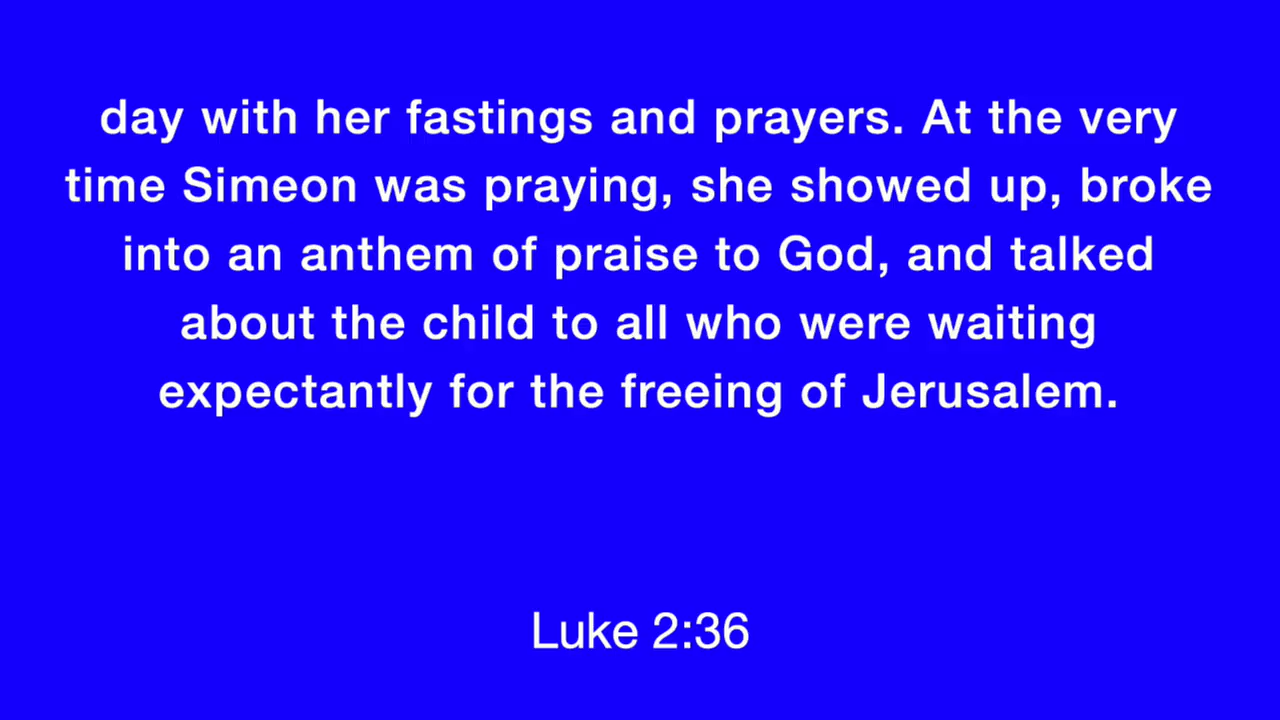 day with her fastings and prayers. At the very
time Simeon was praying, she showed up, broke
into an anthem of praise to God, and talked
about the child to all who were waiting
expectantly for the freeing of Jerusalem.
Luke 2:36